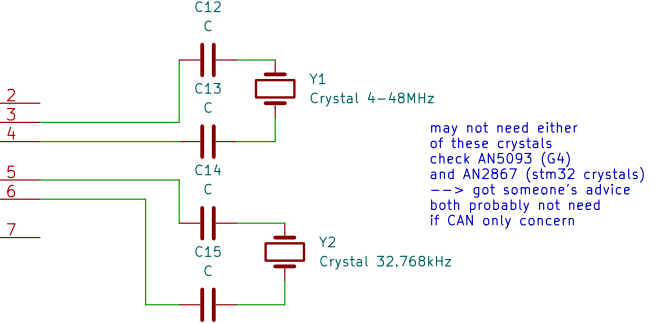 C12
C
2
3
4
C13
C
Y1
Crystal 4-48MHz
may not need either
of these crystals
check AN5093 (G4)
and AN2867 (stm32 crystals)
--> got someone's advice
both probably not need
if CAN only concern
5
6
7
C14
C
C15
C
Y2
Crystal 32.768kHz